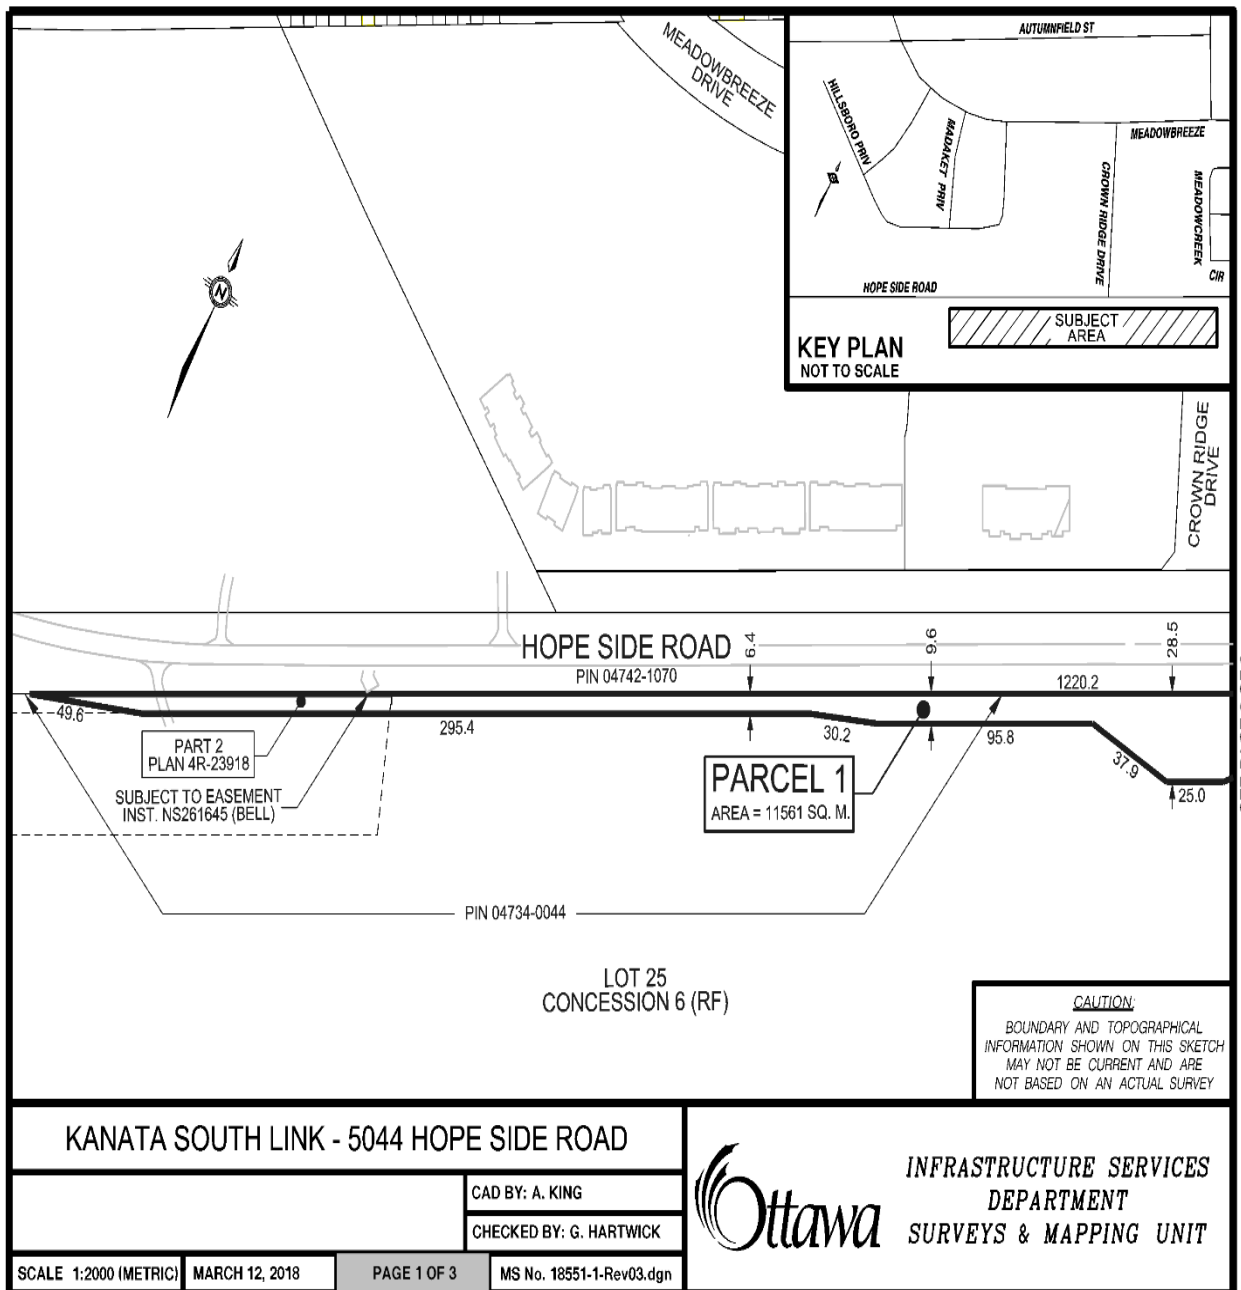 MEADOWBREEZE
DRIVE
AUTUMNFIELD ST
HILLSBORO PRIV
MADAKET PRIV
MEADOWBREEZE
CROWN RIDGE DRIVE
MEADOWCREEK
CIR
HOPE SIDE ROAD
SUBJECT
AREA
KEY PLAN
NOT TO SCALE
N
CROWN RIDGE
DRIVE
HOPE SIDE ROAD
PIN 04742-1070
6.4
9.6
28.5
1220.2
49.6
295.4
30.2
95.8
37.9
25.0
PART 2
PLAN 4R-23918
SUBJECT TO EASEMENT
INST. NS261645 (BELL)
PARCEL 1
AREA = 11561 SQ. M.
PIN 04734-0044
LOT 25
CONCESSION 6 (RF)
CAUTION:
BOUNDARY AND TOPOGRAPHICAL
INFORMATION SHOWN ON THIS SKETCH
MAY NOT BE CURRENT AND ARE
NOT BASED ON AN ACTUAL SURVEY
KANATA SOUTH LINK - 5044 HOPE SIDE ROAD
CAD BY: A. KING
CHECKED BY: G. HARTWICK
SCALE 1:2000 (METRIC)
MARCH 12, 2018
PAGE 1 OF 3
MS No. 18551-1-Rev03.dgn
Ottawa
INFRASTRUCTURE SERVICES
DEPARTMENT
SURVEYS & MAPPING UNIT